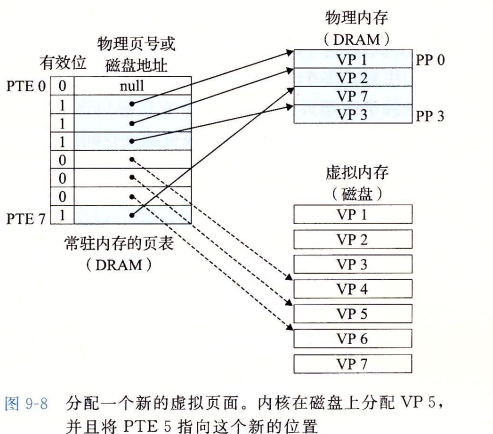 物理内存
（DRAM）
物理页号或
有效位 磁盘地址
VP 1 PP 0
VP 2
VP 7
VP 3 PP 3
PTE 0 0 null
1
1
1
0
0
0
PTE 7 1
常驻内存的页表
（DRAM）
虚拟内存
（磁盘）
VP 1
VP 2
VP 3
VP 4
VP 5
VP 6
VP 7
图 9-8 分配一个新的虚拟页面。内核在磁盘上分配 VP 5，
并且将 PTE 5 指向这个新的位置